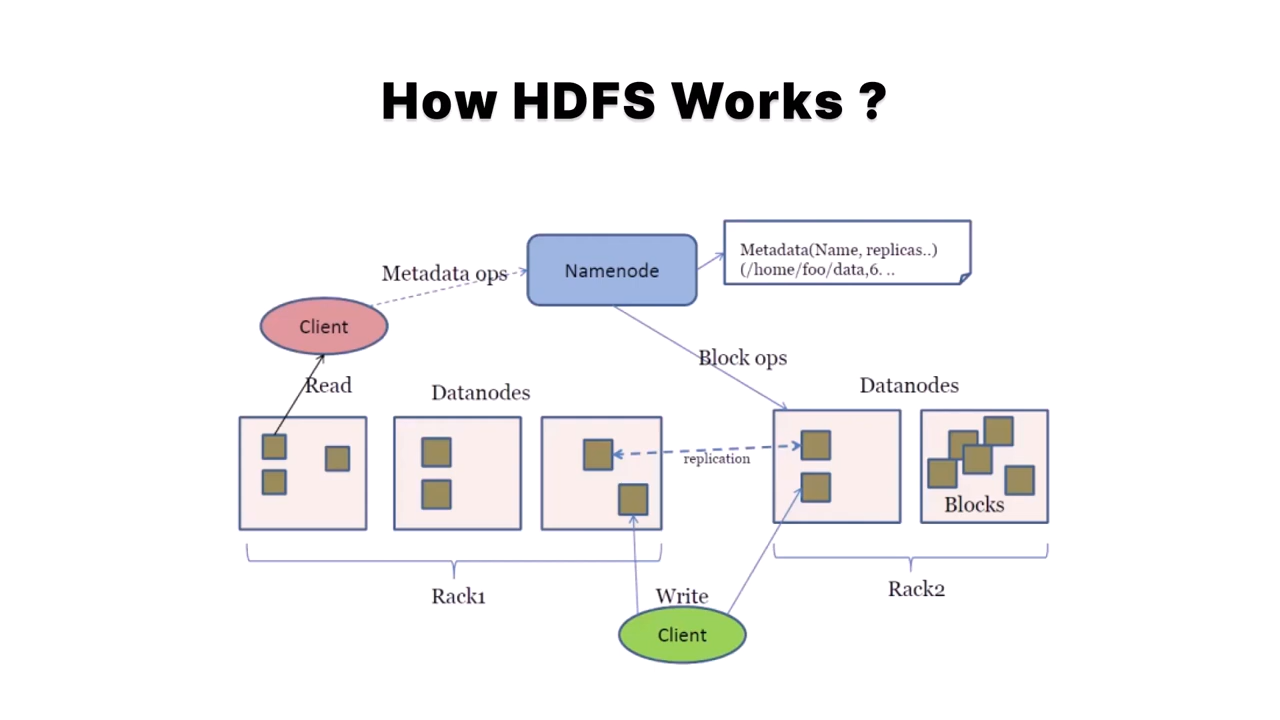 How HDFS Works ?
Metadata(Name, replicas..)
(/home/foo/data,6. ..
Namenode
Metadata ops
Client
Block ops
Read
Datanodes
Datanodes
replication
Blocks
Rack1
Rack2
Write
Client